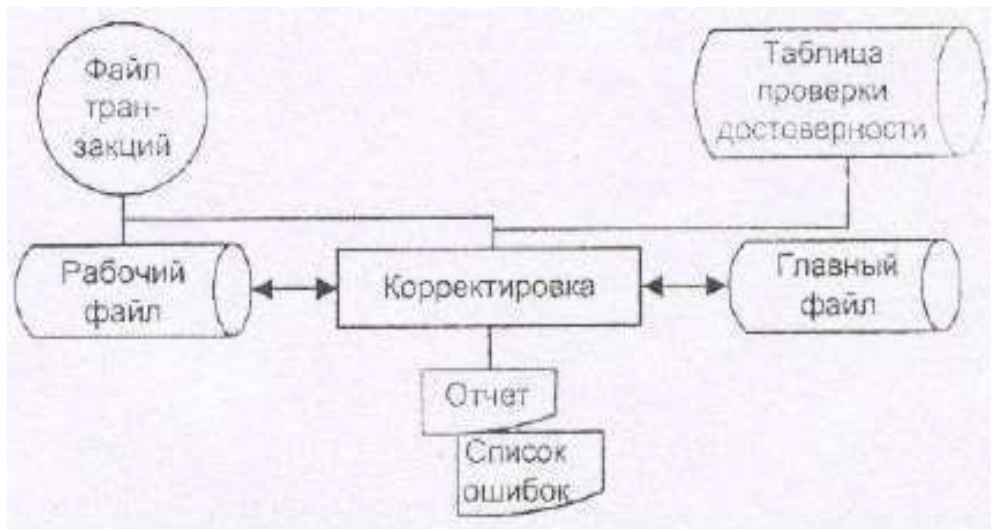 Файл
тран-
закций
Таблица
проверки
достоверности
Рабочий
файл
Корректировка
Главный
файл
Отчет
Список
ошибок